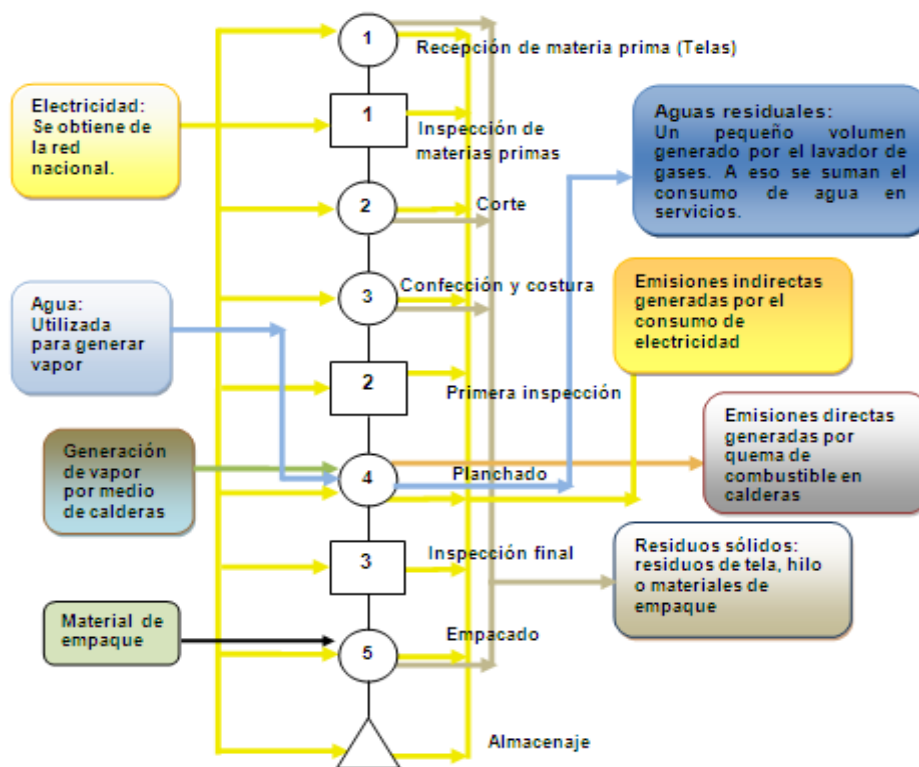 1
Recepción de materia prima (Telas)
Electricidad:
Se obtiene de
la red
nacional.
1
Inspección de
materias primas
Aguas residuales:
Un pequeño volumen
generado por el lavador de
gases. A eso se suman el
consumo de agua en
servicios.
2
Corte
Agua:
Utilizada
para generar
vapor
3
Confección y costura
Emisiones indirectas
generadas por el
consumo de
electricidad
2
Primera inspección
Generación
de vapor
por medio
de calderas
4
Planchado
Emisiones directas
generadas por
quema de
combustible en
calderas
3
Inspección final
Residuos sólidos:
residuos de tela, hilo
o materiales de
empaque
Material de
empaque
5
Empacado
Almacenaje